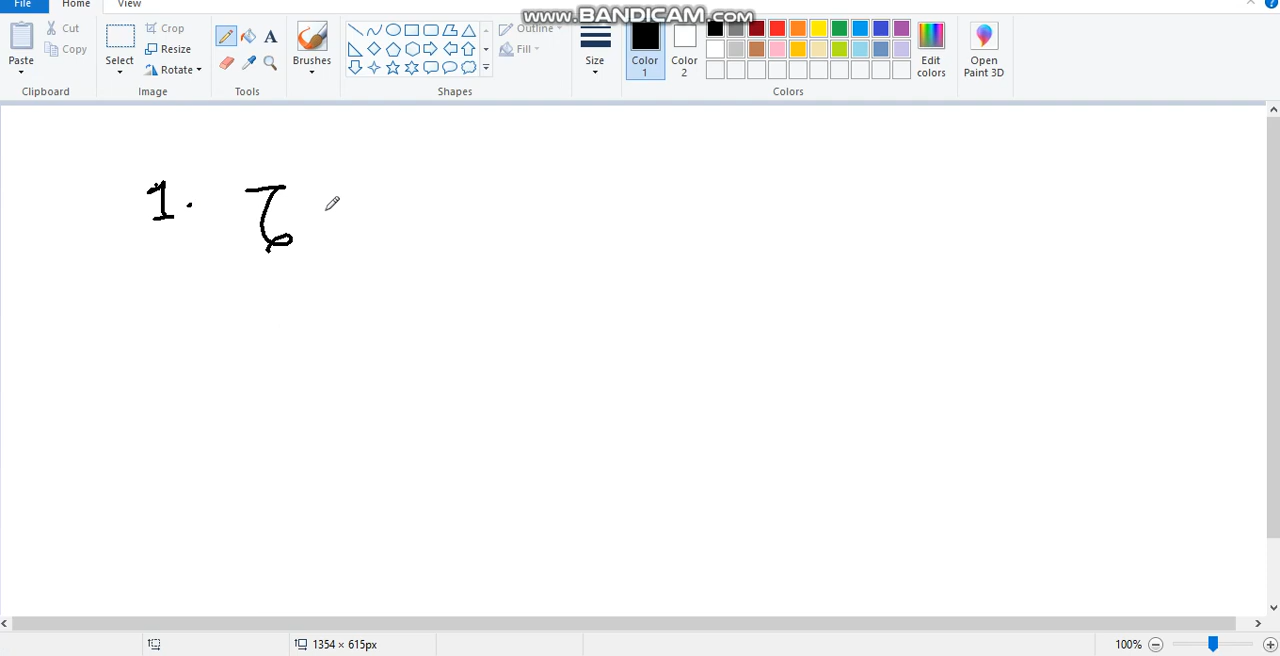 File Home View
www.BANDICAM.com
Paste
Cut
Copy
Clipboard
Select
Crop
Resize
Rotate
Image
Tools
Brushes
Shapes
Outline
Fill
Size
Color 1
Color 2
Colors
Edit colors
Open Paint 3D
1.
1354 × 615px
100%